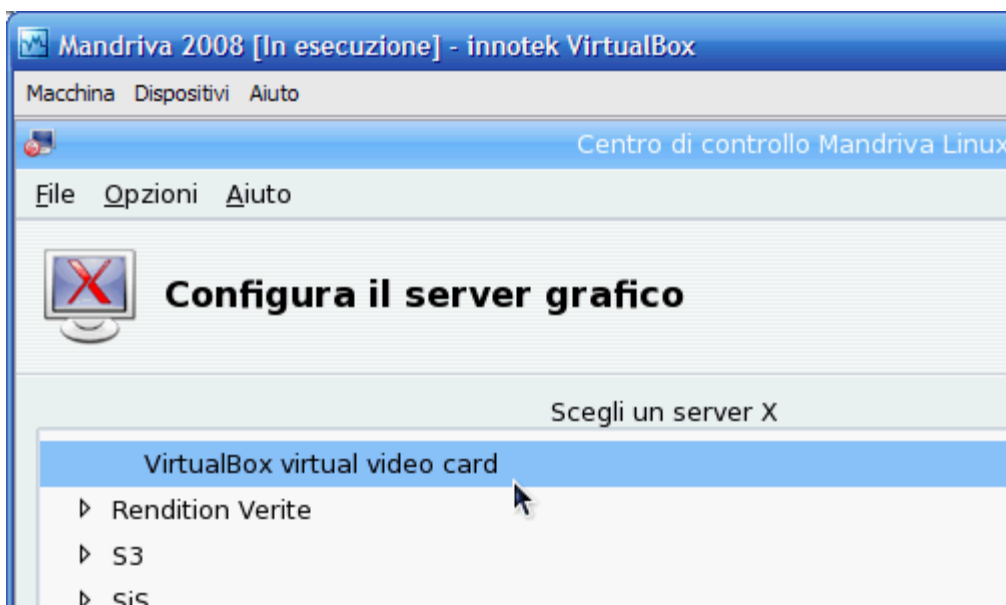 Mandriva 2008 [In esecuzione] - innotek VirtualBox
Macchina Dispositivi Aiuto
Centro di controllo Mandriva Linux
File Opzioni Aiuto
Configura il server grafico
Scegli un server X
VirtualBox virtual video card
Rendition Verite
S3
SiS